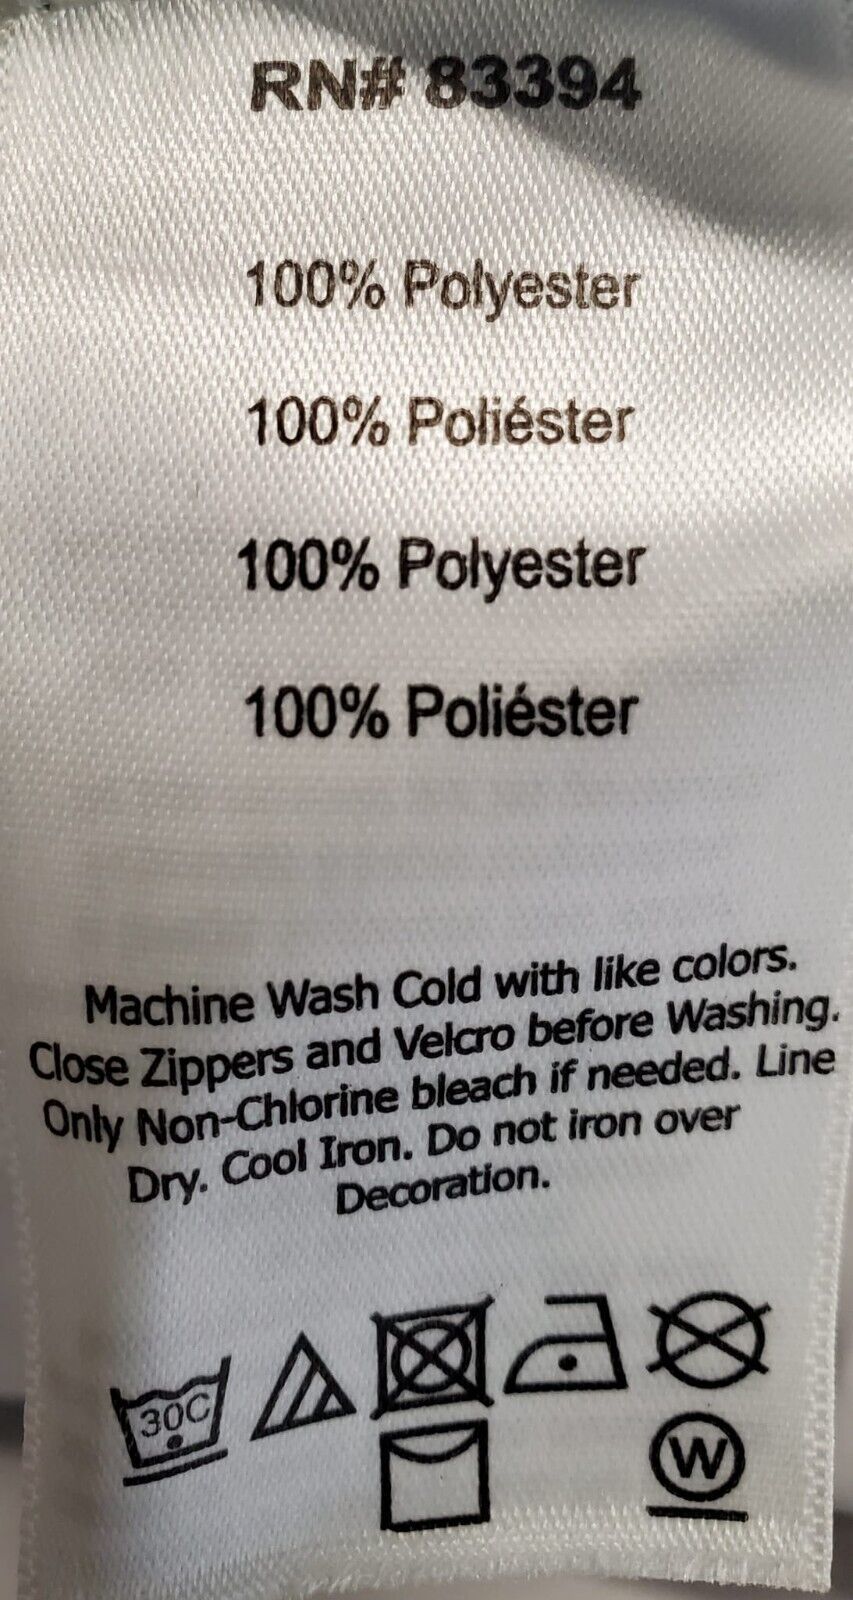 RN# 83394
100% Polyester
100% Poliéster
100% Polyester
100% Poliéster
Machine Wash Cold with like colors.
Close Zippers and Velcro before Washing.
Only Non-Chlorine bleach if needed. Line
Dry. Cool Iron. Do not iron over
Decoration.
30C
W